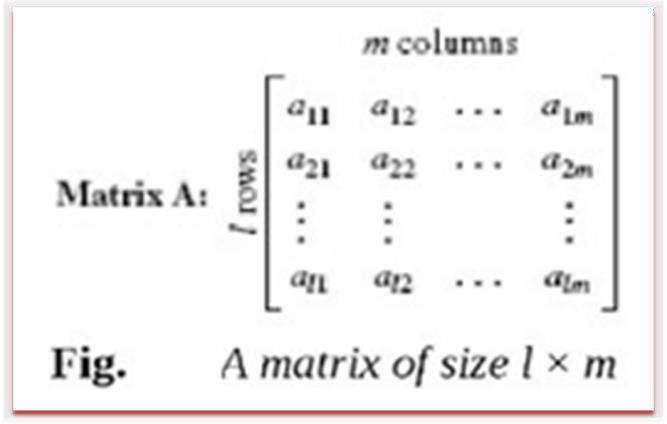 m columns
a11 a12 ... a1m
a21 a22 ... a2m
Matrix A:
l rows
al1 al2 ... alm
Fig. A matrix of size l × m